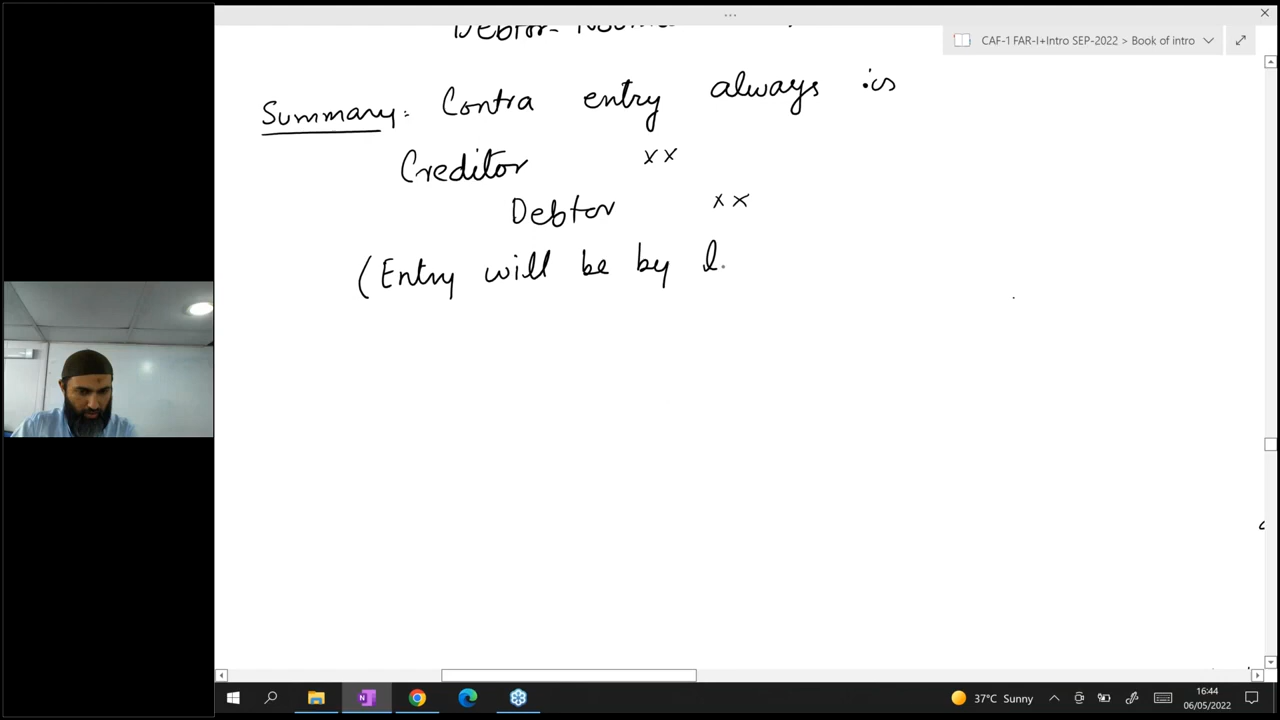 Debtor-
CAF-1 FAR-I+Intro SEP-2022 > Book of intro
Summary: Contra entry always is
Creditor xx
Debtor xx
(Entry will be by l
37°C Sunny
16:44
06/05/2022